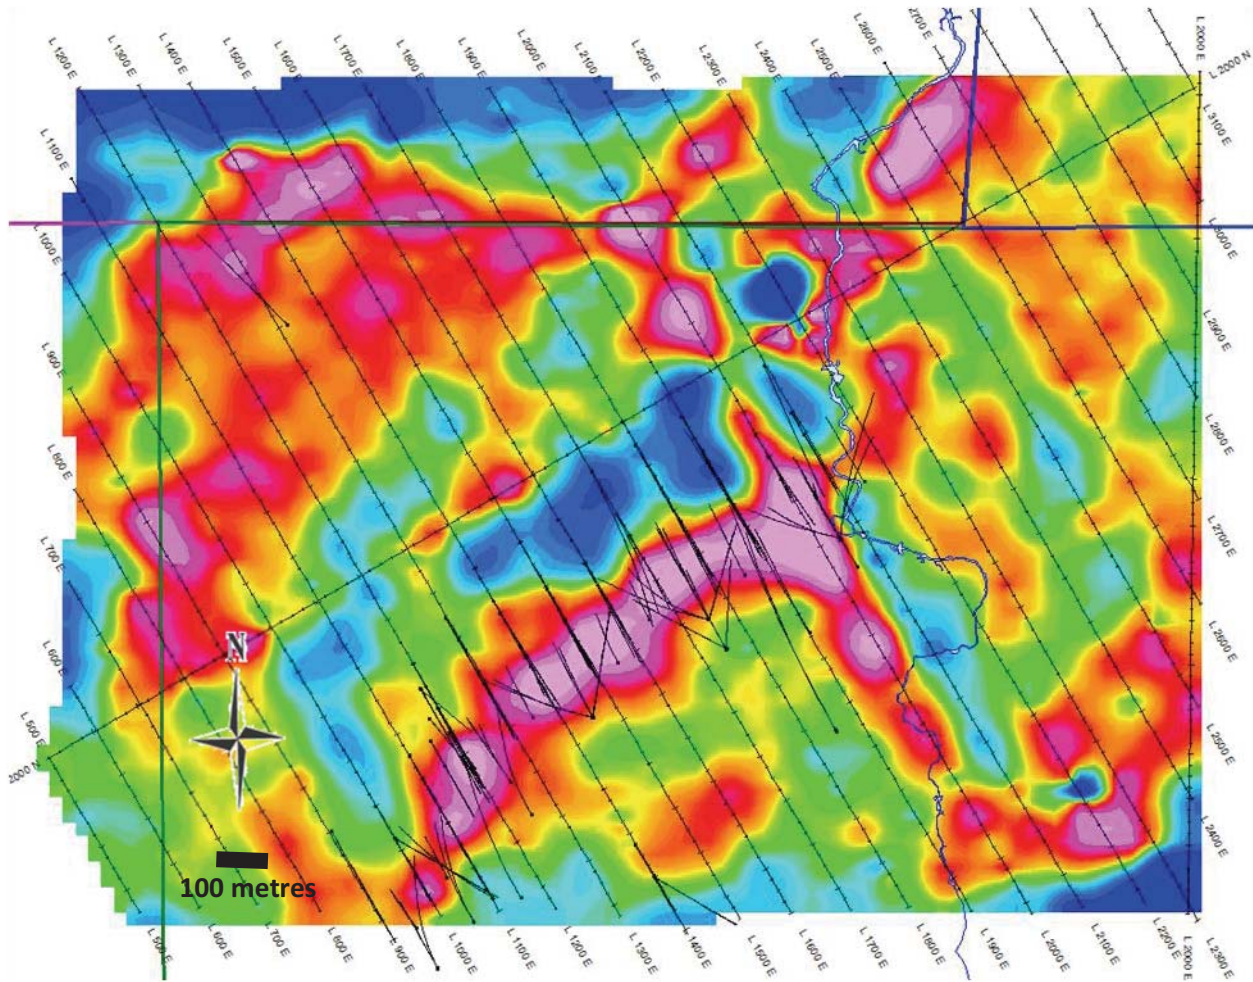 L 1200 E
L 1300 E
L 1400 E
L 1500 E
L 1600 E
L 1700 E
L 1800 E
L 1900 E
L 2000 E
L 2100 E
L 2200 E
L 2300 E
L 2400 E
L 2500 E
L 2600 E
2700 E
L 2000 E
L 2000 N
L 1100 E
L 3100 E
L 1000 E
L 3000 E
L 900 E
L 2900 E
L 800 E
L 2800 E
L 700 E
L 2700 E
L 600 E
L 2600 E
L 500 E
2000 N
L 2500 E
L 2400 E
N
100 metres
L 500 E
L 600 E
L 700 E
L 800 E
L 900 E
L 1000 E
L 1100 E
L 1200 E
L 1300 E
L 1400 E
L 1500 E
L 1600 E
L 1700 E
L 1800 E
L 1900 E
L 2000 E
L 2100 E
L 2200 E
L 2000 E
L 2300 E